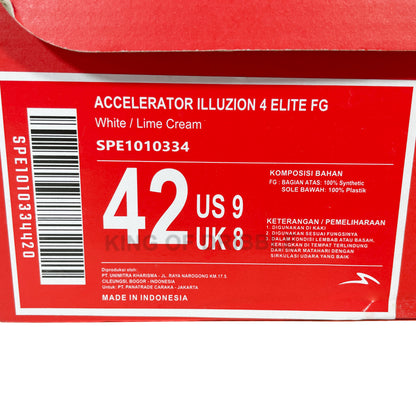 ACCELERATOR ILLUZION 4 ELITE FG
White / Lime Cream
SPE1010334
SPE1010334420
42
US 9
UK 8
KOMPOSISI BAHAN
FG : BAGIAN ATAS: 100% Synthetic
SOLE BAWAH: 100% Plastik
KETERANGAN / PEMELIHARAAN
1. DIGUNAKAN DI KAKI
2. DIGUNAKAN SESUAI FUNGSINYA
3. DALAM KONDISI LEMBAB ATAU BASAH.
KERINGKAN DI TEMPAT TERLINDUNG
DARI SINAR MATAHARI DENGAN
SIRKULASI UDARA YANG BAIK
Diproduksi oleh:
PT. UNIMITRA KHARISMA - JL. RAYA NAROGONG KM.17.5.
CILEUNGSI, BOGOR - INDONESIA
Untuk: PT. PANATRADE CARAKA - JAKARTA
MADE IN INDONESIA